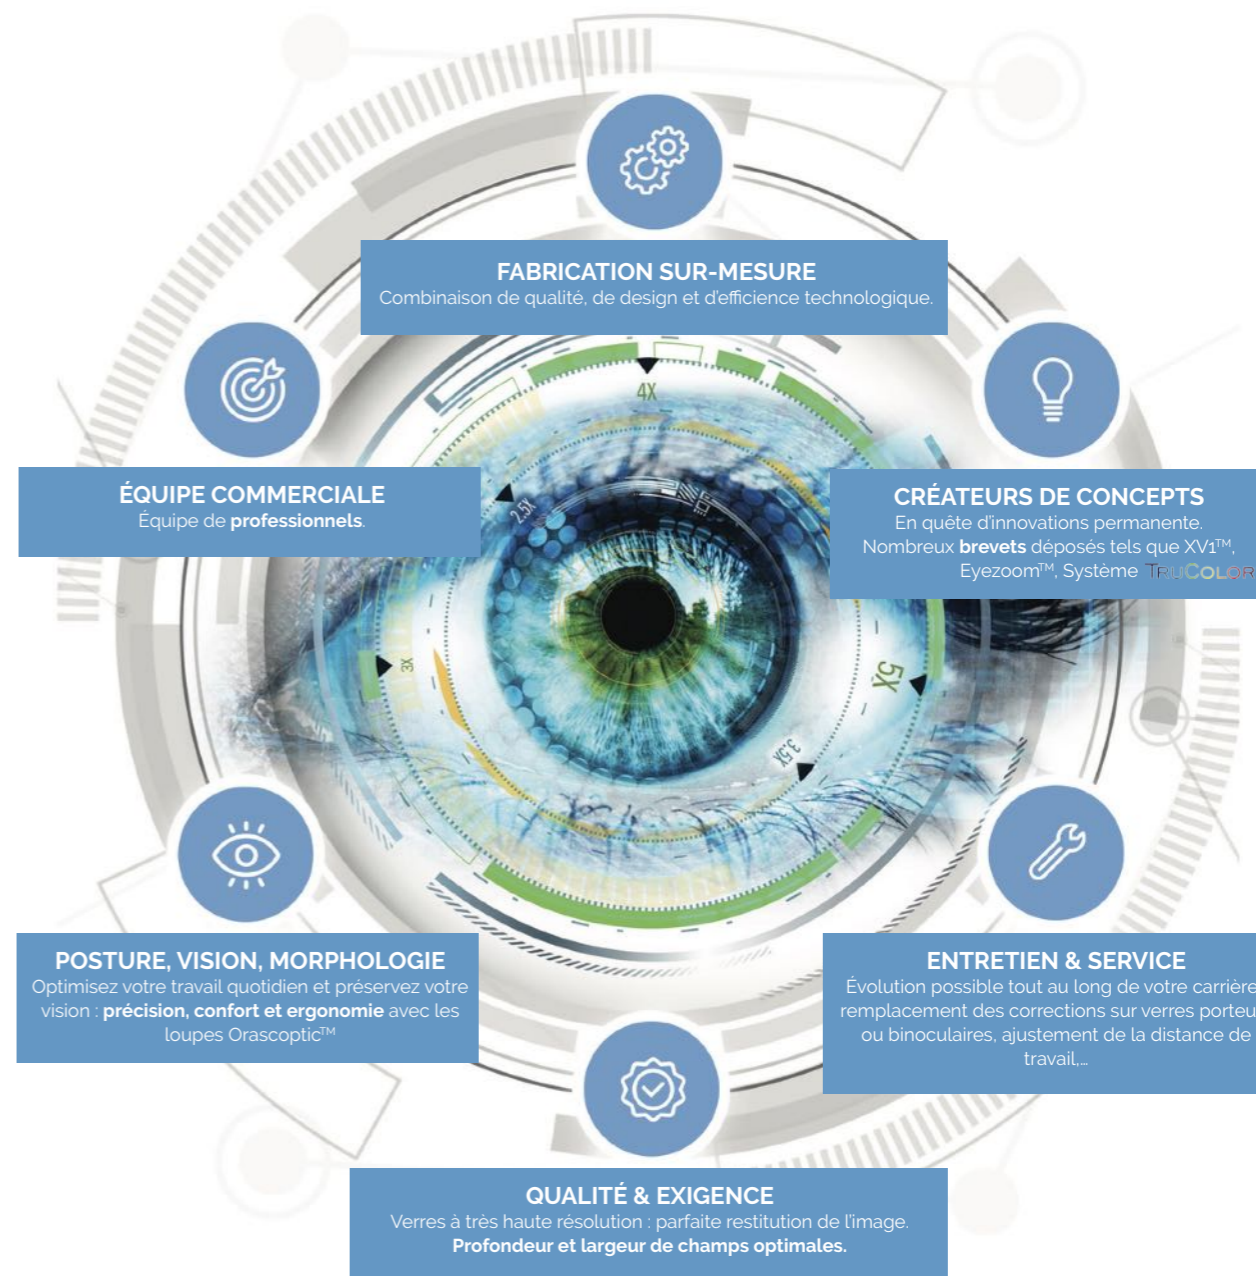 FABRICATION SUR-MESURE
Combinaison de qualité, de design et d'efficience technologique.
ÉQUIPE COMMERCIALE
Équipe de professionnels.
CRÉATEURS DE CONCEPTS
En quête d'innovations permanente.
Nombreux brevets déposés tels que XV1™,
Eyezoom™, Système TRUCOLOR
4X
2.5X
3X
5X
3.5X
POSTURE, VISION, MORPHOLOGIE
Optimisez votre travail quotidien et préservez votre
vision : précision, confort et ergonomie avec les
loupes Orascoptic™
ENTRETIEN & SERVICE
Évolution possible tout au long de votre carrière
remplacement des corrections sur verres porteu
ou binoculaires, ajustement de la distance de
travail,...
QUALITÉ & EXIGENCE
Verres à très haute résolution : parfaite restitution de l'image.
Profondeur et largeur de champs optimales.